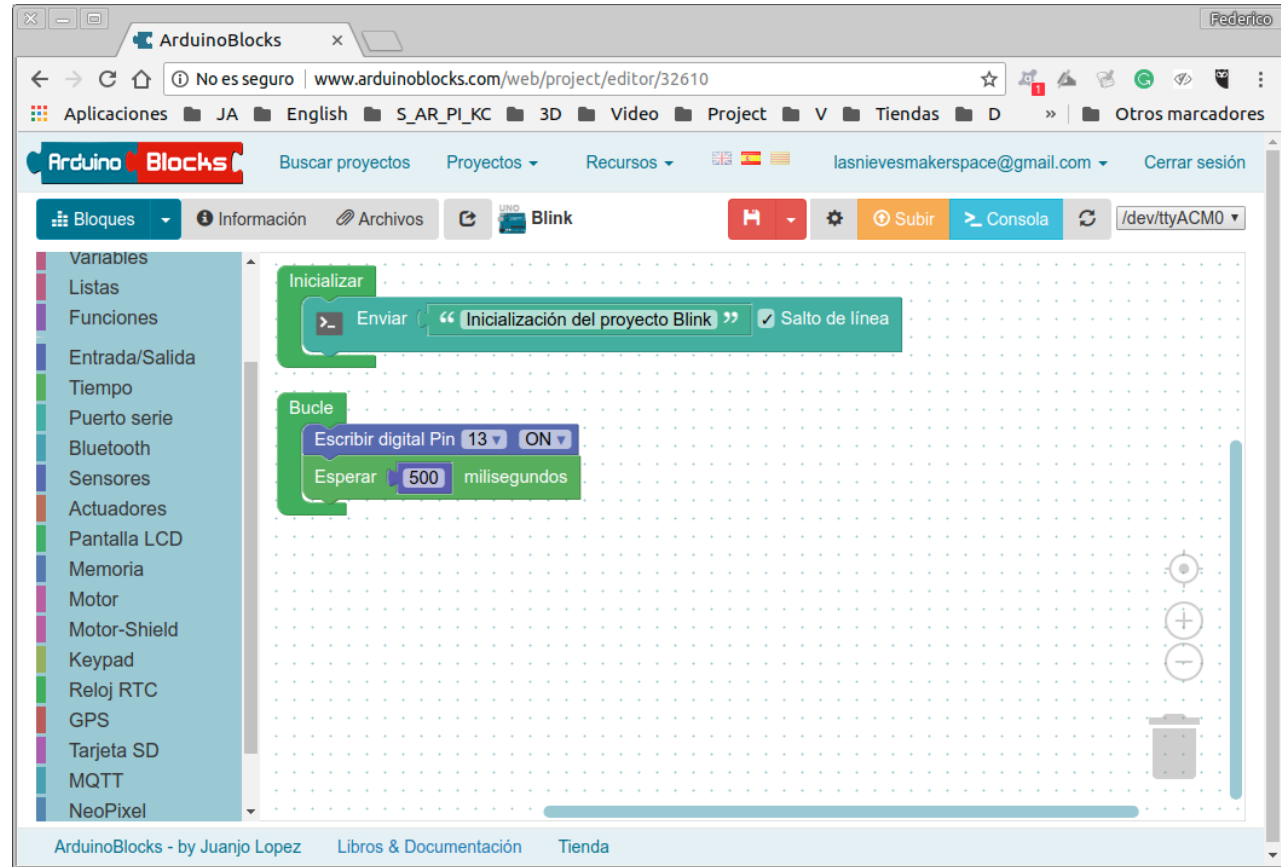 Federico
ArduinoBlocks
No es seguro | www.arduinoblocks.com/web/project/editor/32610
1
Aplicaciones JA English S_AR_PI_KC 3D Video Project V Tiendas D » Otros marcadores
Arduino Blocks Buscar proyectos Proyectos Recursos lasnievesmakerspace@gmail.com Cerrar sesión
Bloques Información Archivos UNO Blink Subir >_ Consola /dev/ttyACM0
Variables
Listas
Funciones
Entrada/Salida
Tiempo
Puerto serie
Bluetooth
Sensores
Actuadores
Pantalla LCD
Memoria
Motor
Motor-Shield
Keypad
Reloj RTC
GPS
Tarjeta SD
MQTT
NeoPixel
Inicializar
>_ Enviar “ Inicialización del proyecto Blink ” Salto de línea
Bucle
Escribir digital Pin 13 ON
Esperar 500 milisegundos
ArduinoBlocks - by Juanjo Lopez Libros & Documentación Tienda